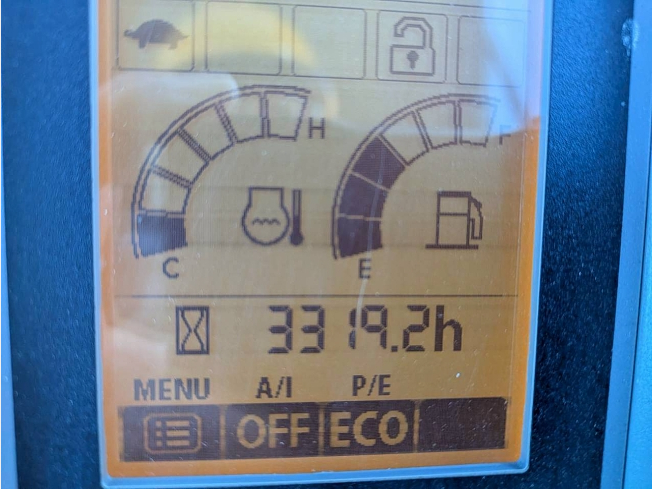 H F
C E
3319.2h
MENU A/I P/E
OFF ECO